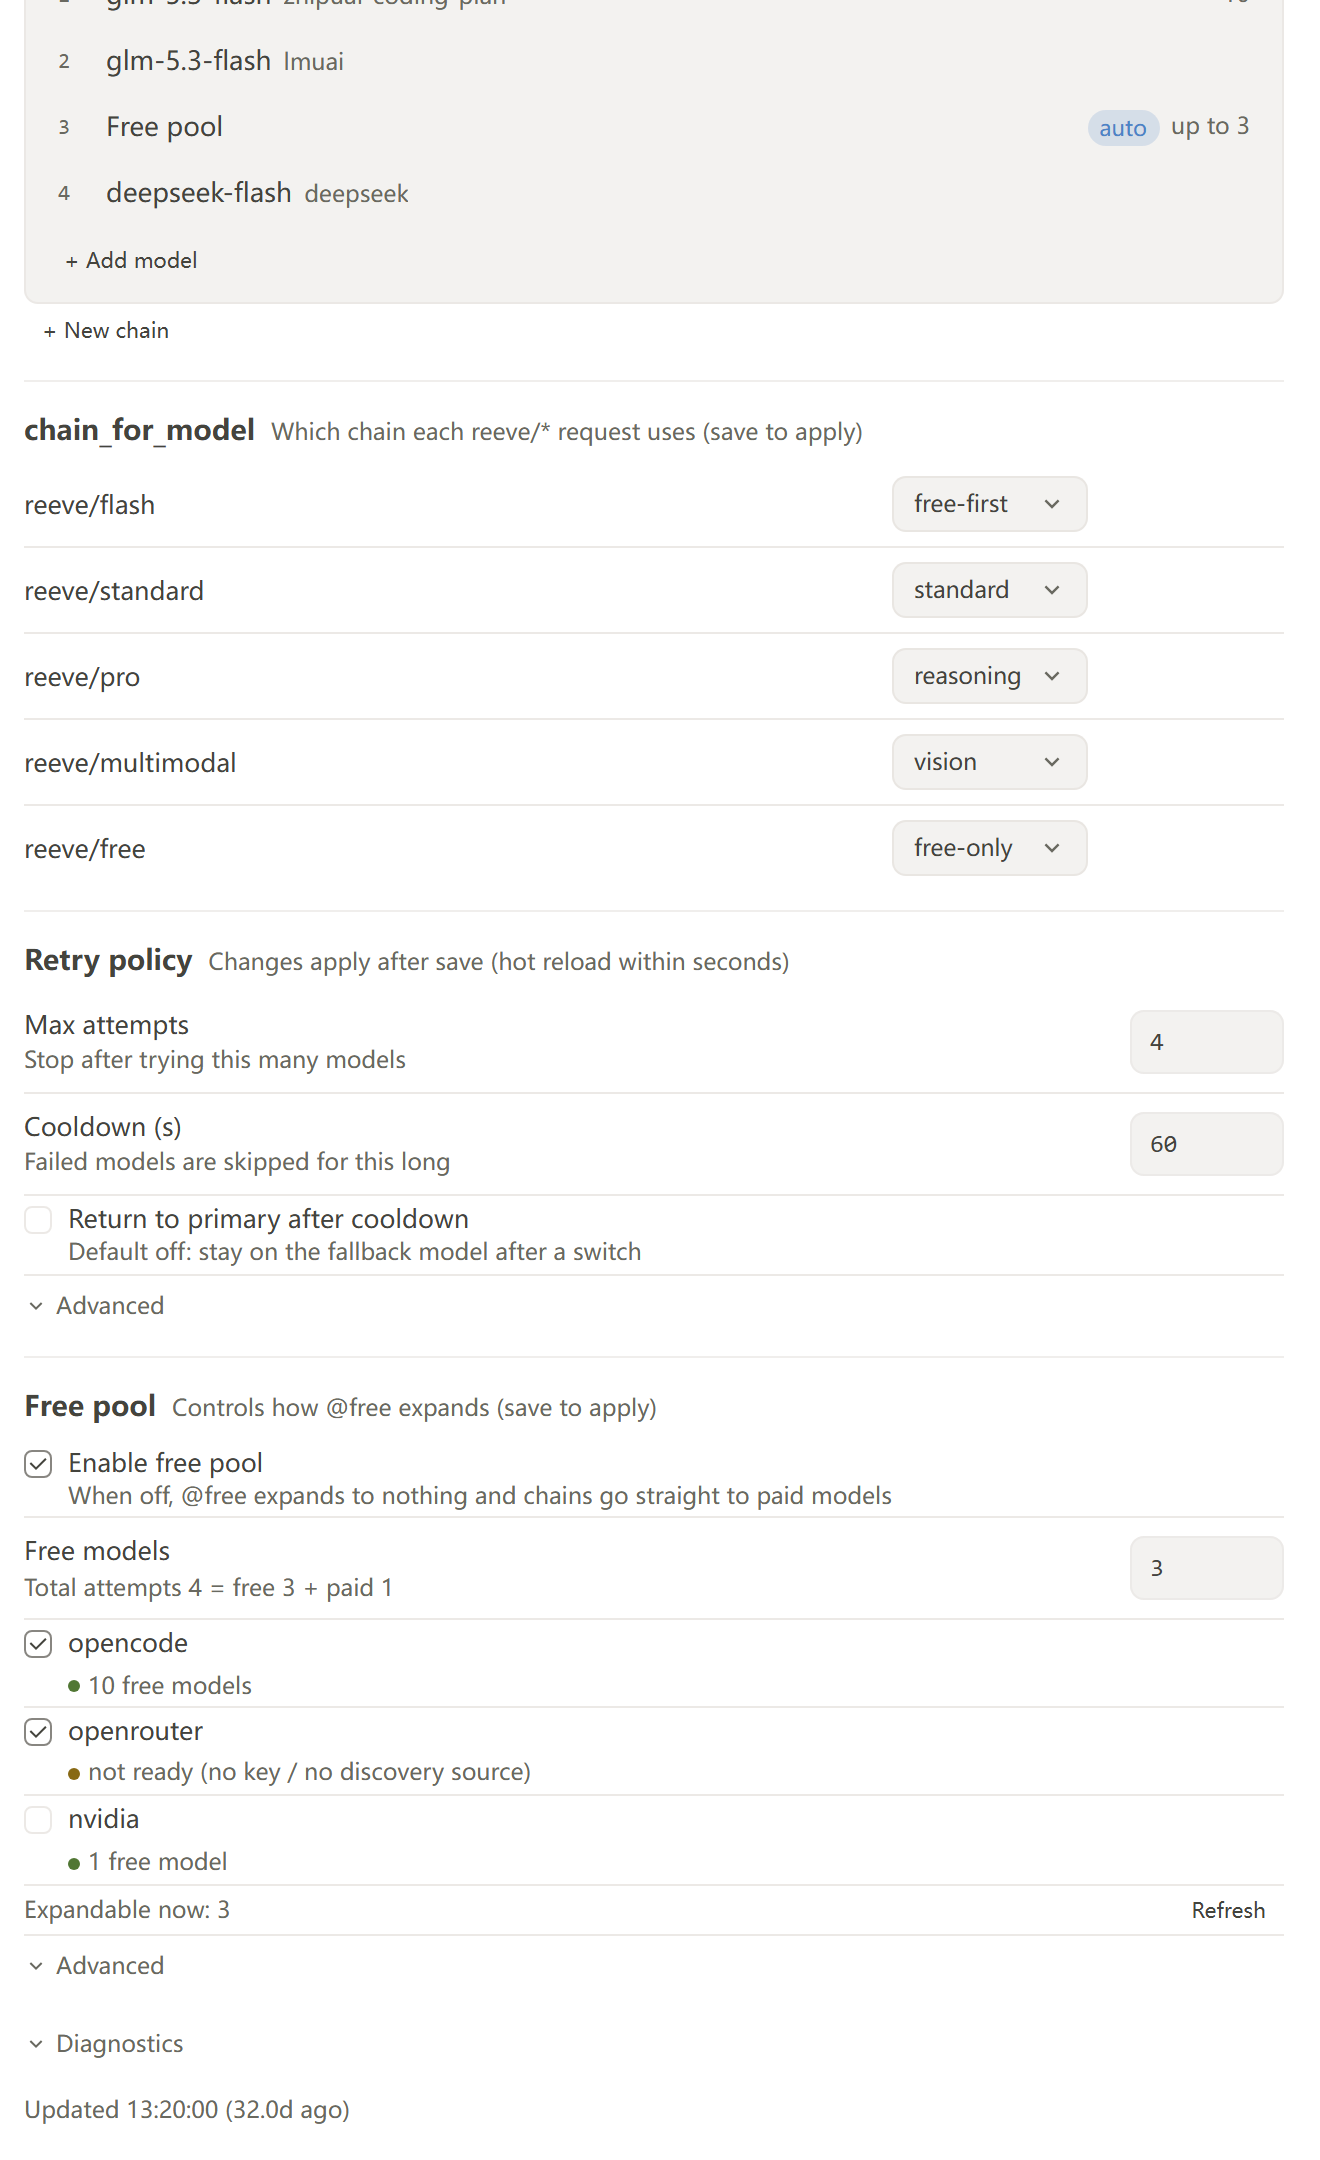 2 glm-5.3-flash lmuai
3 Free pool auto up to 3
4 deepseek-flash deepseek
+ Add model
+ New chain
chain_for_model Which chain each reeve/* request uses (save to apply)
reeve/flash free-first
reeve/standard standard
reeve/pro reasoning
reeve/multimodal vision
reeve/free free-only
Retry policy Changes apply after save (hot reload within seconds)
Max attempts
Stop after trying this many models
4
Cooldown (s)
Failed models are skipped for this long
60
Return to primary after cooldown
Default off: stay on the fallback model after a switch
Advanced
Free pool Controls how @free expands (save to apply)
Enable free pool
When off, @free expands to nothing and chains go straight to paid models
Free models
Total attempts 4 = free 3 + paid 1
3
opencode
10 free models
openrouter
not ready (no key / no discovery source)
nvidia
1 free model
Expandable now: 3 Refresh
Advanced
Diagnostics
Updated 13:20:00 (32.0d ago)